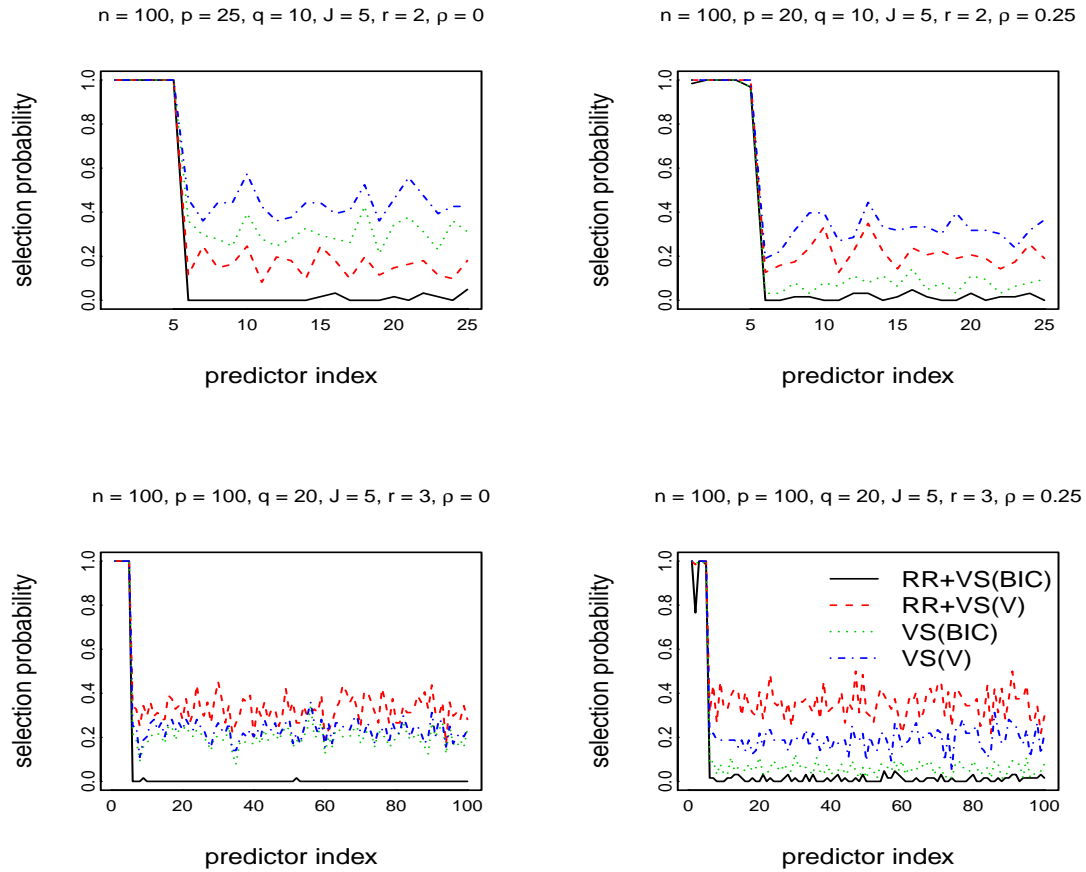 n = 100, p = 25, q = 10, J = 5, r = 2, ρ = 0
selection probability
0.0 0.2 0.4 0.6 0.8 1.0
5 10 15 20 25
predictor index
n = 100, p = 20, q = 10, J = 5, r = 2, ρ = 0.25
selection probability
0.0 0.2 0.4 0.6 0.8 1.0
5 10 15 20 25
predictor index
n = 100, p = 100, q = 20, J = 5, r = 3, ρ = 0
selection probability
0.0 0.2 0.4 0.6 0.8 1.0
0 20 40 60 80 100
predictor index
n = 100, p = 100, q = 20, J = 5, r = 3, ρ = 0.25
selection probability
0.0 0.2 0.4 0.6 0.8 1.0
RR+VS(BIC)
RR+VS(V)
VS(BIC)
VS(V)
0 20 40 60 80 100
predictor index